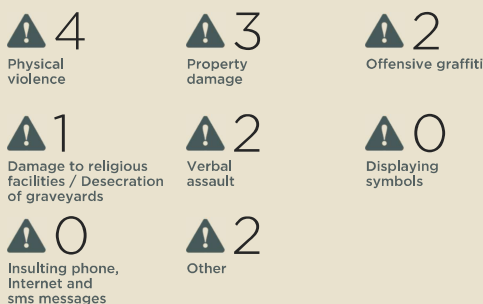 4
Physical
violence
3
Property
damage
2
Offensive graffiti
1
Damage to religious
facilities / Desecration
of graveyards
2
Verbal
assault
0
Displaying
symbols
0
Insulting phone,
Internet and
sms messages
2
Other